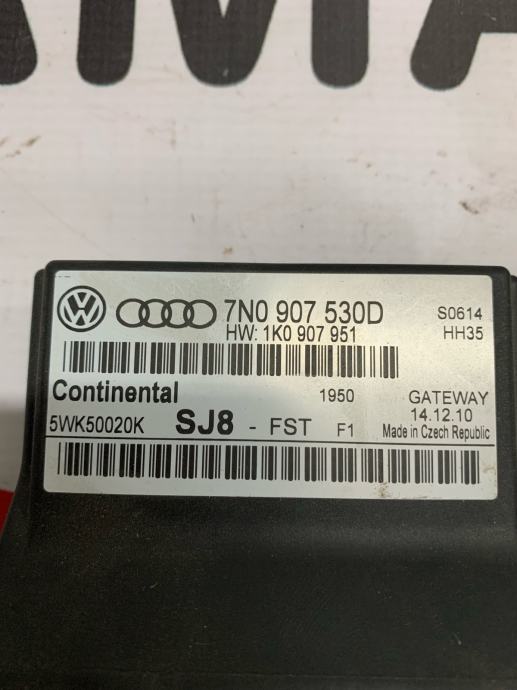 7N0 907 530D S0614
HW: 1K0 907 951 HH35
Continental 1950 GATEWAY
14.12.10
5WK50020K SJ8 - FST F1 Made in Czech Republic